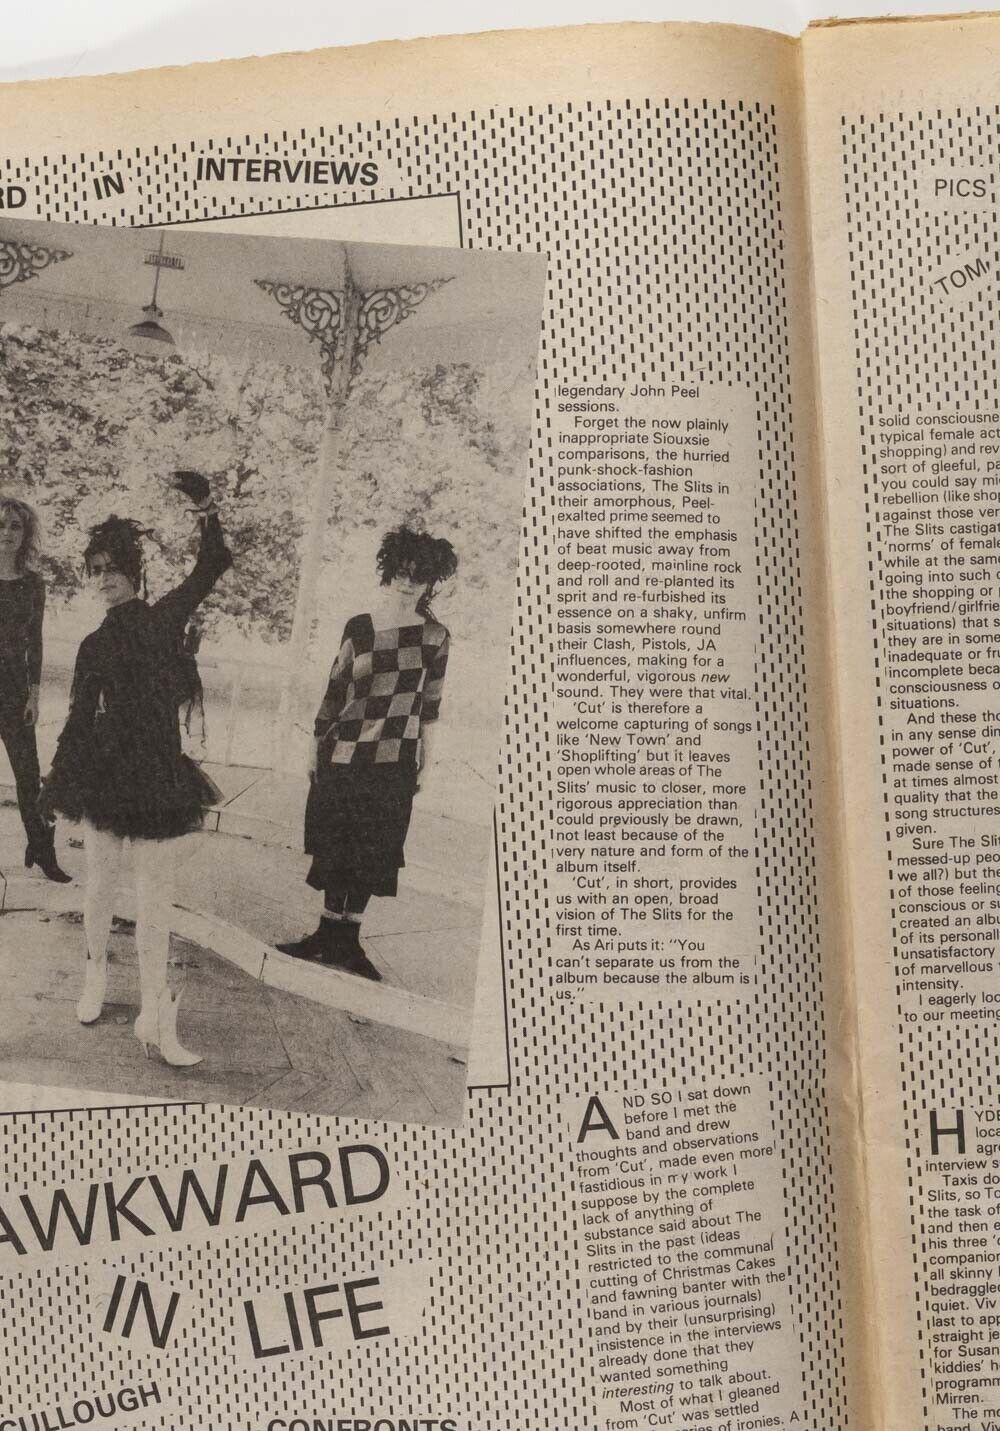 RD IN INTERVIEWS
AWKWARD
IN LIFE
CULLOUGH
CONFRONTS
legendary John Peel
sessions.
Forget the now plainly
inappropriate Siouxsie
comparisons, the hurried
punk-shock-fashion
associations, The Slits in
their amorphous, Peel-
exalted prime seemed to
have shifted the emphasis
of beat music away from
deep-rooted, mainline rock
and roll and re-planted its
sprit and re-furbished its
essence on a shaky, unfirm
basis somewhere round
their Clash, Pistols, JA
influences, making for a
wonderful, vigorous new
sound. They were that vital.
'Cut' is therefore a
welcome capturing of songs
like 'New Town' and
'Shoplifting' but it leaves
open whole areas of The
Slits' music to closer, more
rigorous appreciation than
could previously be drawn,
not least because of the
very nature and form of the
album itself.
'Cut', in short, provides
us with an open, broad
vision of The Slits for the
first time.
As Ari puts it: "You
can't separate us from the
album because the album is
us."
AND SO I sat down
before I met the
band and drew
thoughts and observations
from 'Cut', made even more
fastidious in my work I
suppose by the complete
lack of anything of
substance said about The
Slits in the past (ideas
restricted to the communal
cutting of Christmas Cakes
and fawning banter with the
band in various journals)
and by their (unsurprising)
insistence in the interviews
already done that they
wanted something
interesting to talk about.
Most of what I gleaned
from 'Cut' was settled
series of ironies. A
PICS
TOM
solid consciousne
typical female act
shopping) and rev
sort of gleeful, pa
you could say mi
rebellion (like shop
against those ver
The Slits castigat
'norms' of female
while at the sam
going into such c
the shopping or
boyfriend/girlfrie
situations) that s
they are in some
inadequate or fru
incomplete beca
consciousness o
situations.
And these tho
in any sense dim
power of 'Cut',
made sense of t
at times almost
quality that the
song structures
given.
Sure The Slit
messed-up peo
we all?) but the
of those feeling
conscious or su
created an albu
of its personall
unsatisfactory
of marvellous
intensity.
I eagerly loo
to our meeting
HYDE
loca
agre
interview s
Taxis do
Slits, so To
the task of
and then e
his three 'c
companion
all skinny
bedraggled
quiet. Viv
last to app
straight je
for Susan
kiddies' h
programm
Mirren.
The mo
band, Viv